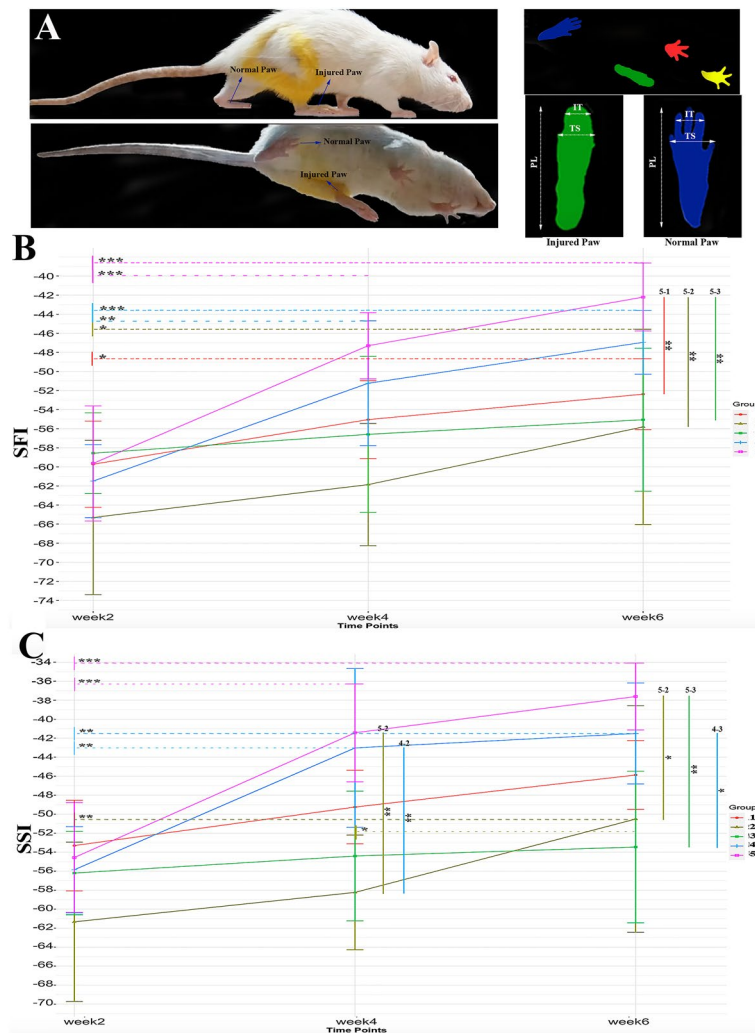 A
Normal Paw
Injured Paw
Normal Paw
Injured Paw
IT
TS
PL
Injured Paw
IT
TS
PL
Normal Paw
B
SFI
-40
-42
-44
-46
-48
-50
-52
-54
-56
-58
-60
-62
-64
-66
-68
-70
-72
-74
***
***
***
**
*
*
5-1
5-2
5-3
**
**
**
Grou
week2
week4
week6
Time Points
C
SSI
-34
-36
-38
-40
-42
-44
-46
-48
-50
-52
-54
-56
-58
-60
-62
-64
-66
-68
-70
***
***
**
**
**
5-2
4-2
**
**
*
5-2
5-3
4-3
*
**
*
Group
1
2
3
4
5
week2
week4
week6
Time Points